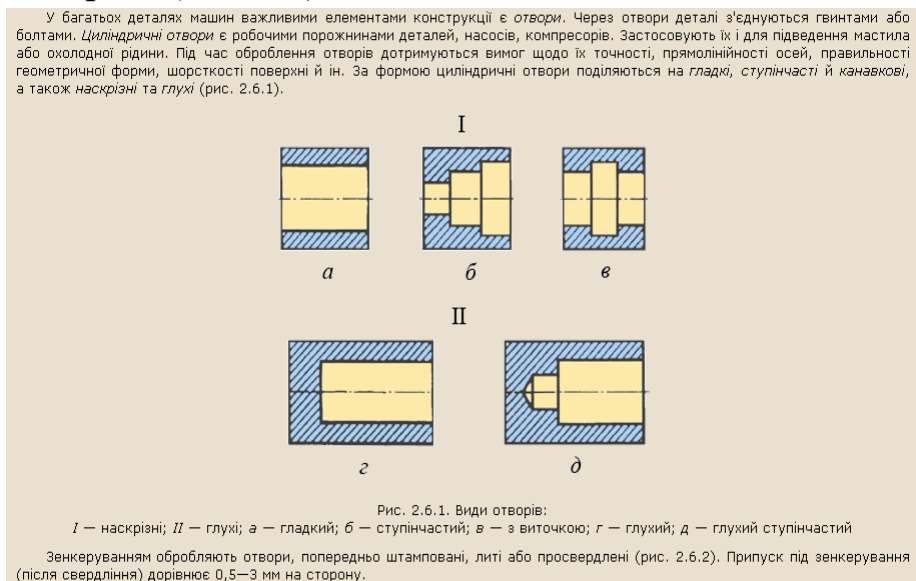 У багатьох деталях машин важливими елементами конструкції є отвори. Через отвори деталі з'єднуються гвинтами або
болтами. Циліндричні отвори є робочими порожнинами деталей, насосів, компресорів. Застосовують їх і для підведення мастила
або охолодної рідини. Під час оброблення отворів дотримуються вимог щодо їх точності, прямолінійності осей, правильності
геометричної форми, шорсткості поверхні й ін. За формою циліндричні отвори поділяються на гладкі, ступінчасті й канавкові,
а також наскрізні та глухі (рис. 2.6.1).
I
а б в
II
г д
Рис. 2.6.1. Види отворів:
I — наскрізні; II — глухі; а — гладкий; б — ступінчастий; в — з виточкою; г — глухий; д — глухий ступінчастий
Зенкеруванням обробляють отвори, попередньо штамповані, литі або просвердлені (рис. 2.6.2). Припуск під зенкерування
(після свердління) дорівнює 0,5—3 мм на сторону.